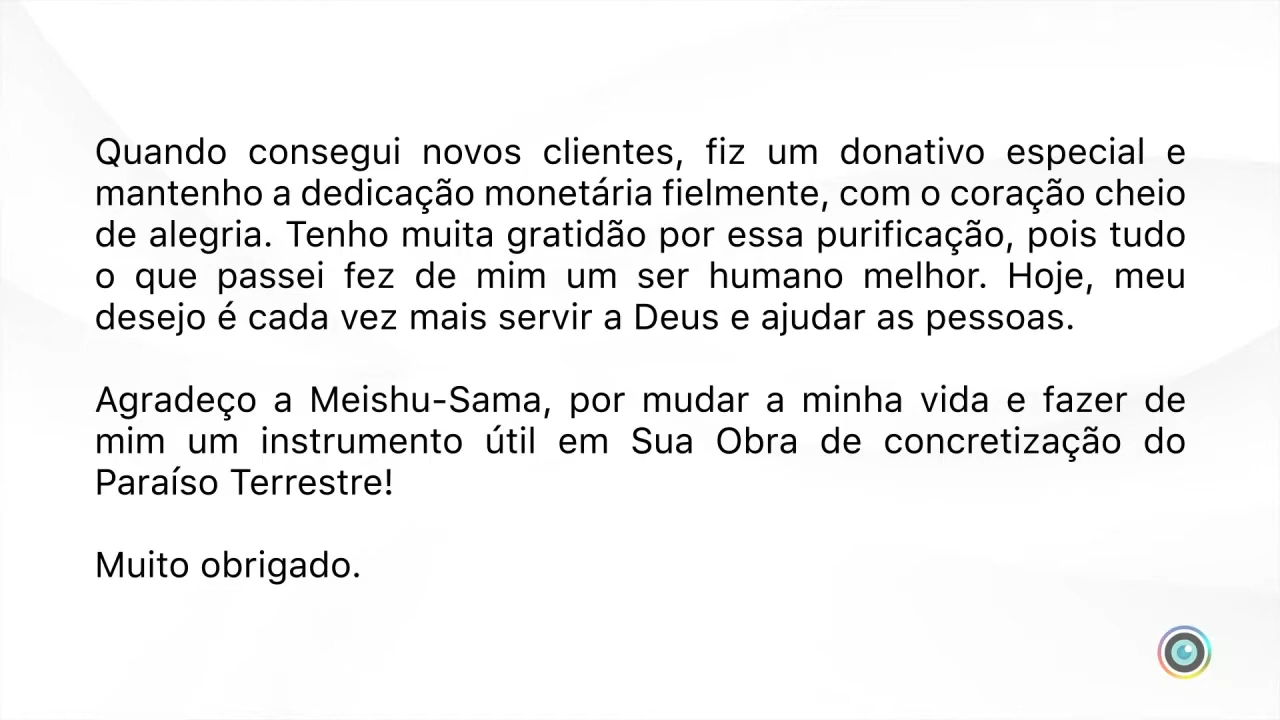 Quando consegui novos clientes, fiz um donativo especial e
mantenho a dedicação monetária fielmente, com o coração cheio
de alegria. Tenho muita gratidão por essa purificação, pois tudo
o que passei fez de mim um ser humano melhor. Hoje, meu
desejo é cada vez mais servir a Deus e ajudar as pessoas.
Agradeço a Meishu-Sama, por mudar a minha vida e fazer de
mim um instrumento útil em Sua Obra de concretização do
Paraíso Terrestre!
Muito obrigado.